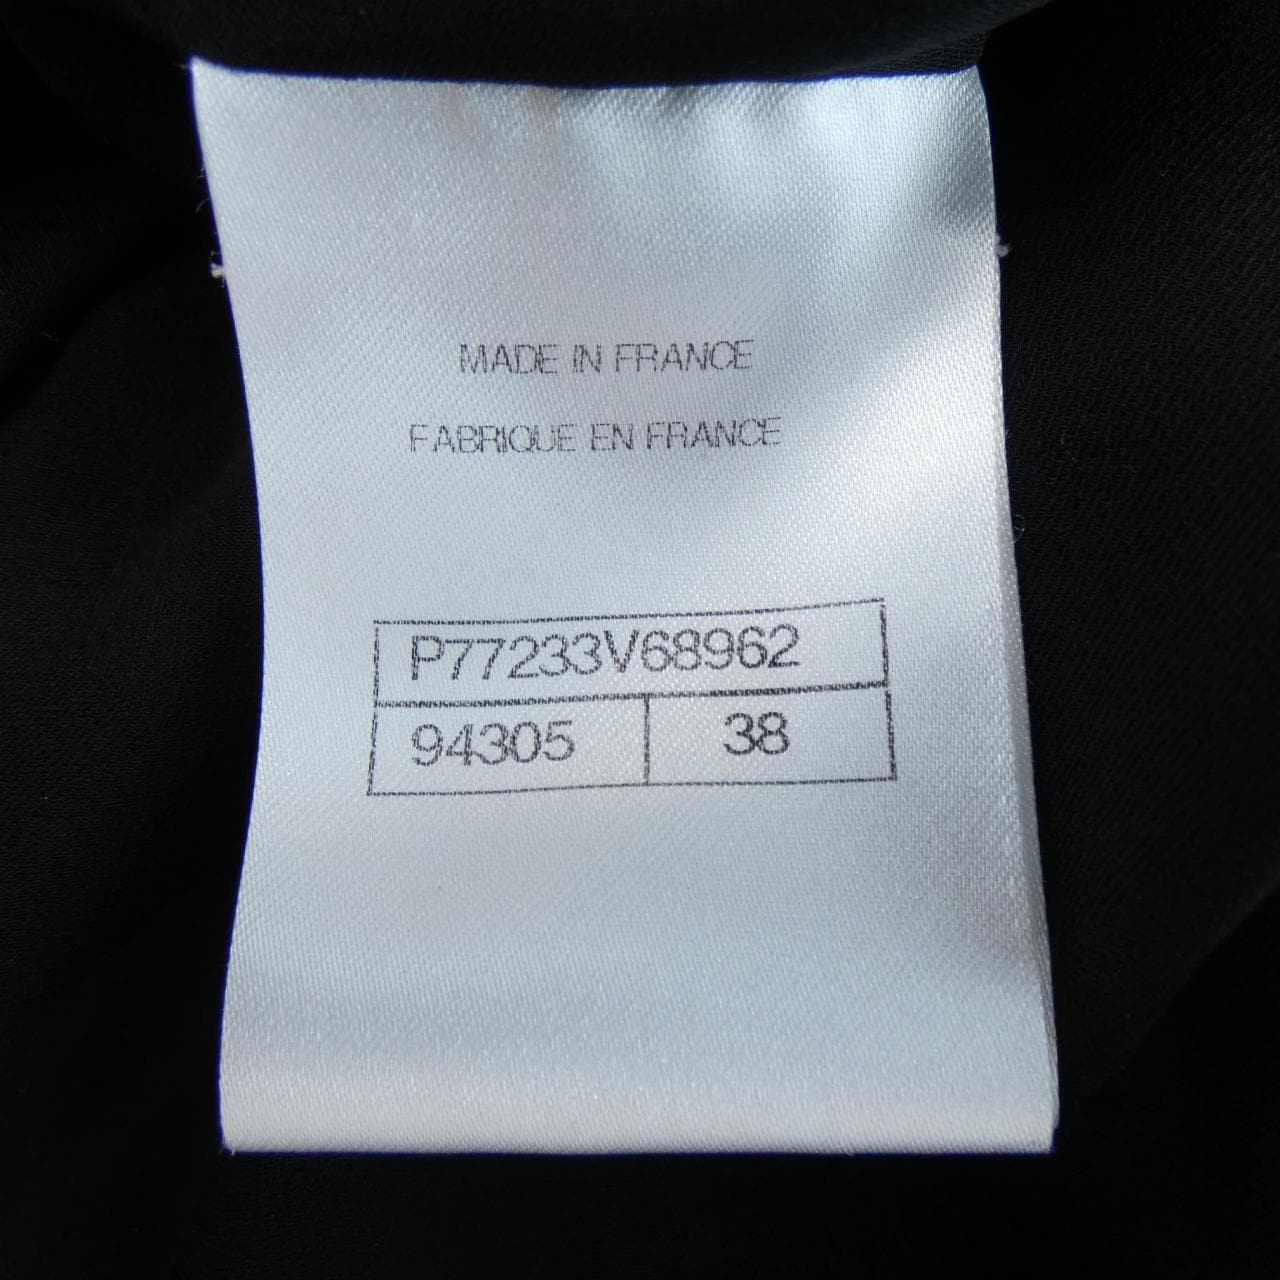 MADE IN FRANCE
FABRIQUE EN FRANCE
P77233V68962
94305 38